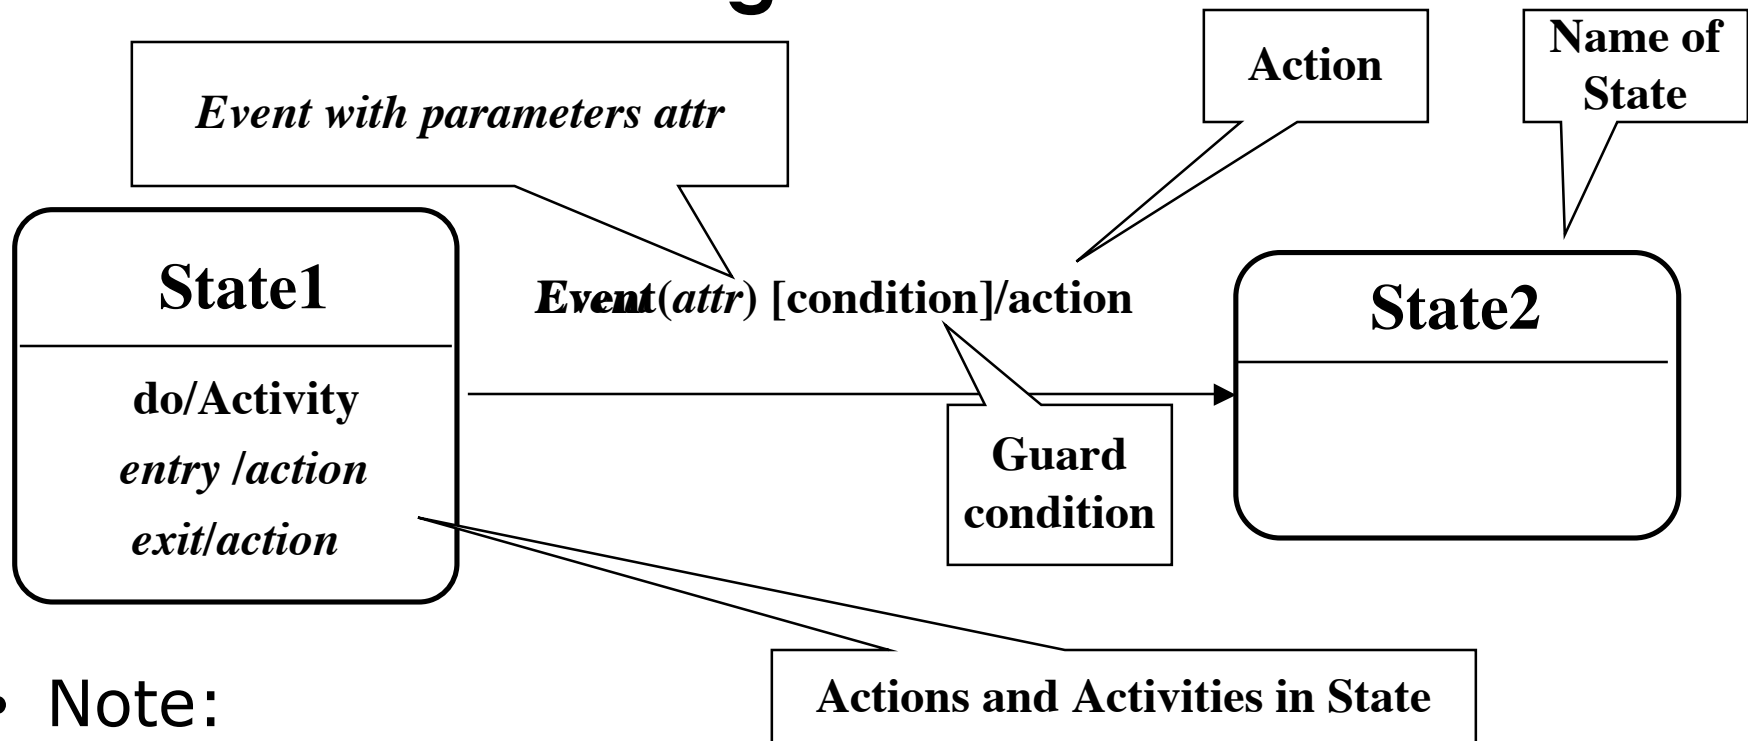 Action
Name of
State
Event with parameters attr
State1
Event(attr) [condition]/action
State2
do/Activity
entry /action
exit/action
Guard
condition
Actions and Activities in State
• Note: